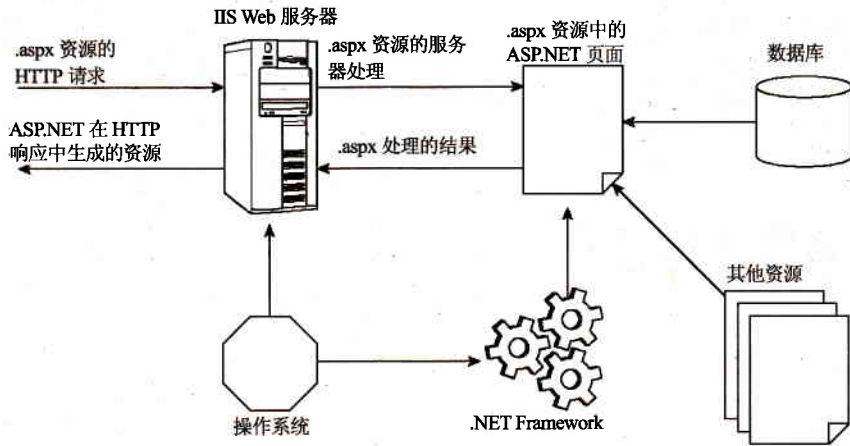 IIS Web 服务器
.aspx 资源的
HTTP 请求
.aspx 资源的服务
器处理
.aspx 资源中的
ASP.NET 页面
数据库
ASP.NET 在 HTTP
响应中生成的资源
.aspx 处理的结果
其他资源
操作系统
.NET Framework